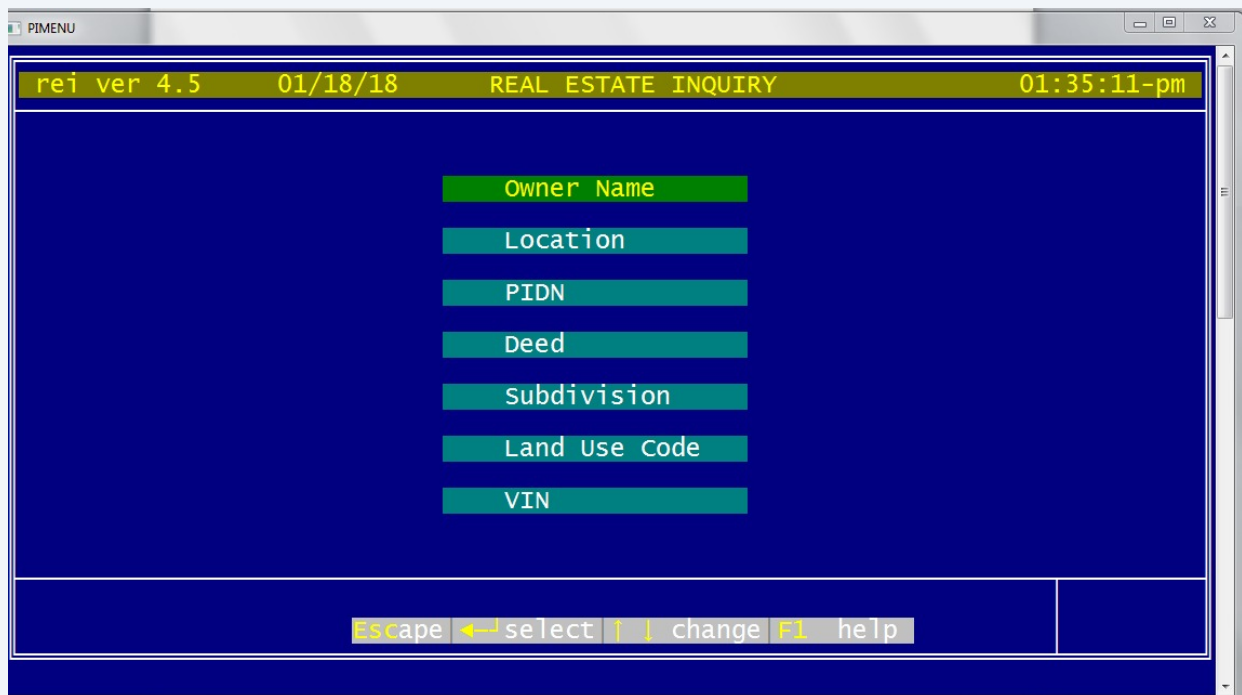 PIMENU
rei ver 4.5 01/18/18 REAL ESTATE INQUIRY 01:35:11-pm
Owner Name
Location
PIDN
Deed
Subdivision
Land Use Code
VIN
Escape ◄─┘select ↑ ↓ change F1 help